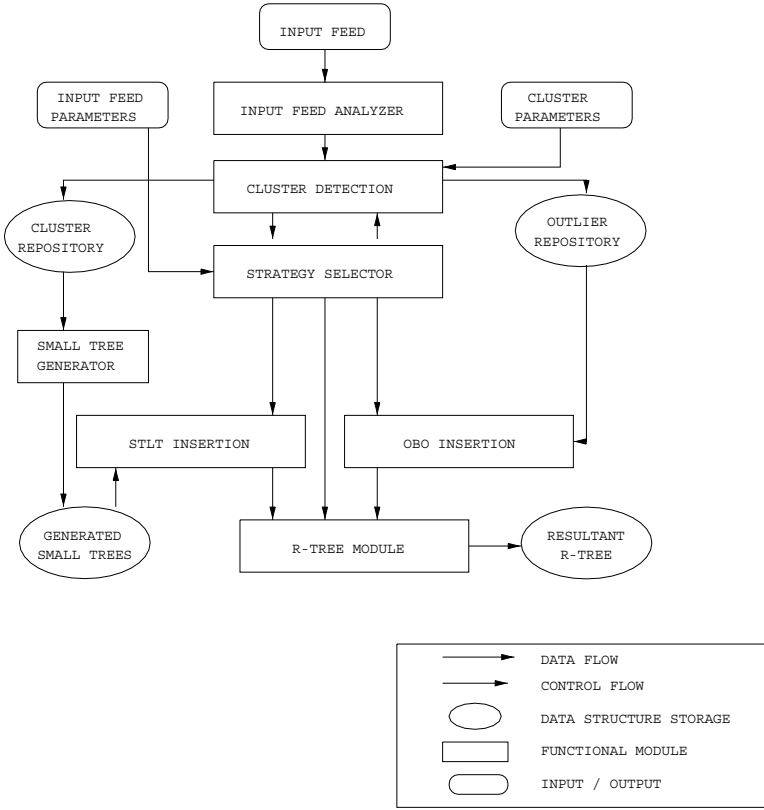 INPUT FEED
INPUT FEED
PARAMETERS
INPUT FEED ANALYZER
CLUSTER
PARAMETERS
CLUSTER DETECTION
CLUSTER
REPOSITORY
OUTLIER
REPOSITORY
STRATEGY SELECTOR
SMALL TREE
GENERATOR
STLT INSERTION
OBO INSERTION
GENERATED
SMALL TREES
R-TREE MODULE
RESULTANT
R-TREE
DATA FLOW
CONTROL FLOW
DATA STRUCTURE STORAGE
FUNCTIONAL MODULE
INPUT / OUTPUT